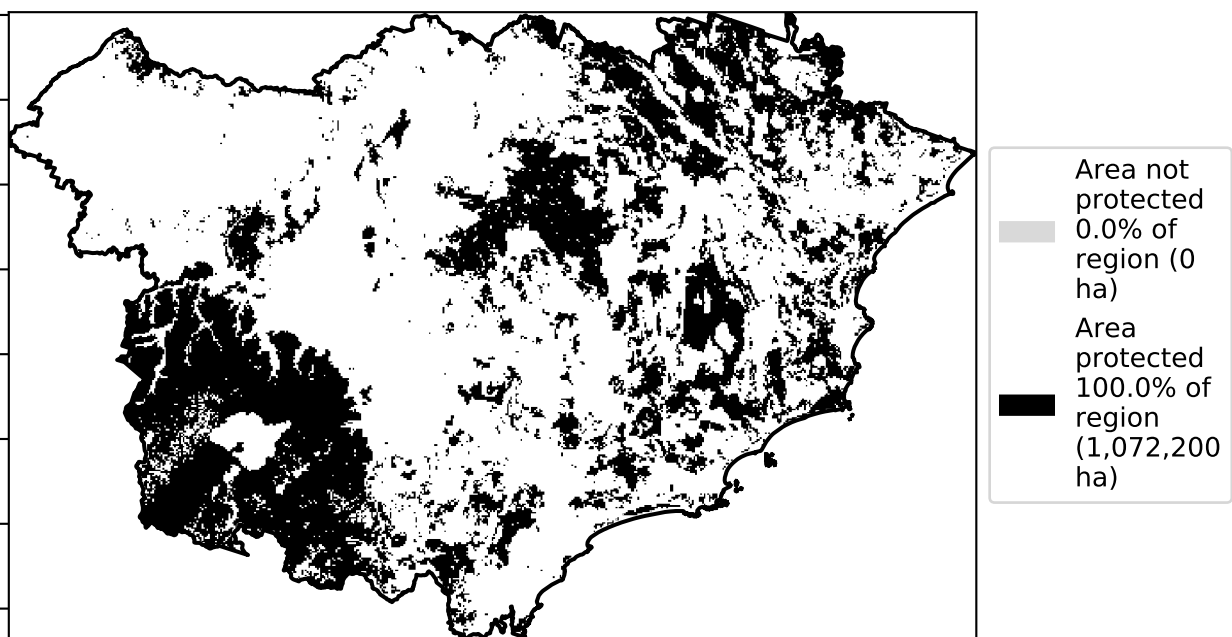 Area not
protected
0.0% of
region (0
ha)
Area
protected
100.0% of
region
(1,072,200
ha)